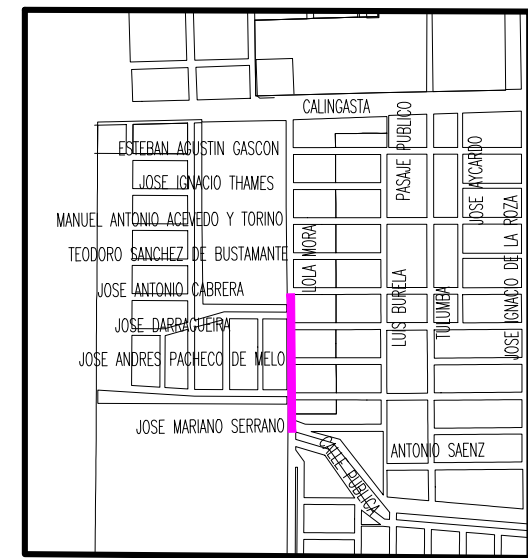 CALINGASTA
ESTEBAN AGUSTIN GASCON
JOSE IGNACIO THAMES
MANUEL ANTONIO ACEVEDO Y TORINO
TEODORO SANCHEZ DE BUSTAMANTE
JOSE ANTONIO CABRERA
JOSE DARRAGUEIRA
JOSE ANDRES PACHECO DE MELO
JOSE MARIANO SERRANO
LOLA MORA
PASAJE PUBLICO
LUIS BURELA
TULUMBA
JOSE AYCARDO
JOSE IGNACIO DE LA ROZA
ANTONIO SAENZ
CALLE PUBLICA